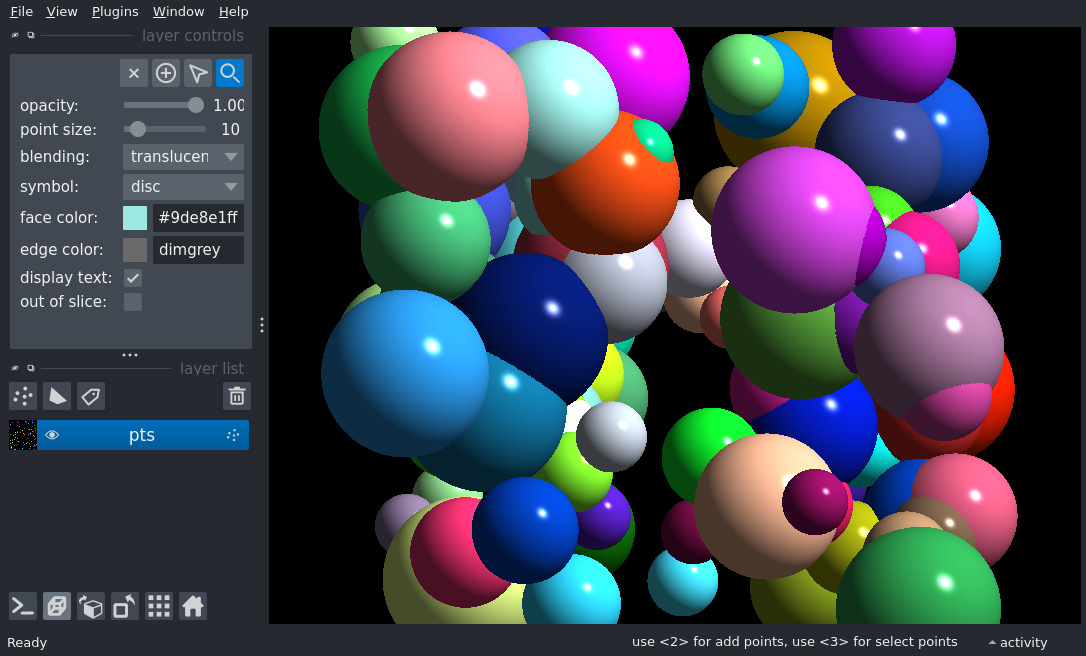 File View Plugins Window Help
layer controls
opacity: 1.00
point size: 10
blending: translucen
symbol: disc
face color: #9de8e1ff
edge color: dimgrey
display text:
out of slice:
layer list
pts
Ready
use <2> for add points, use <3> for select points
activity